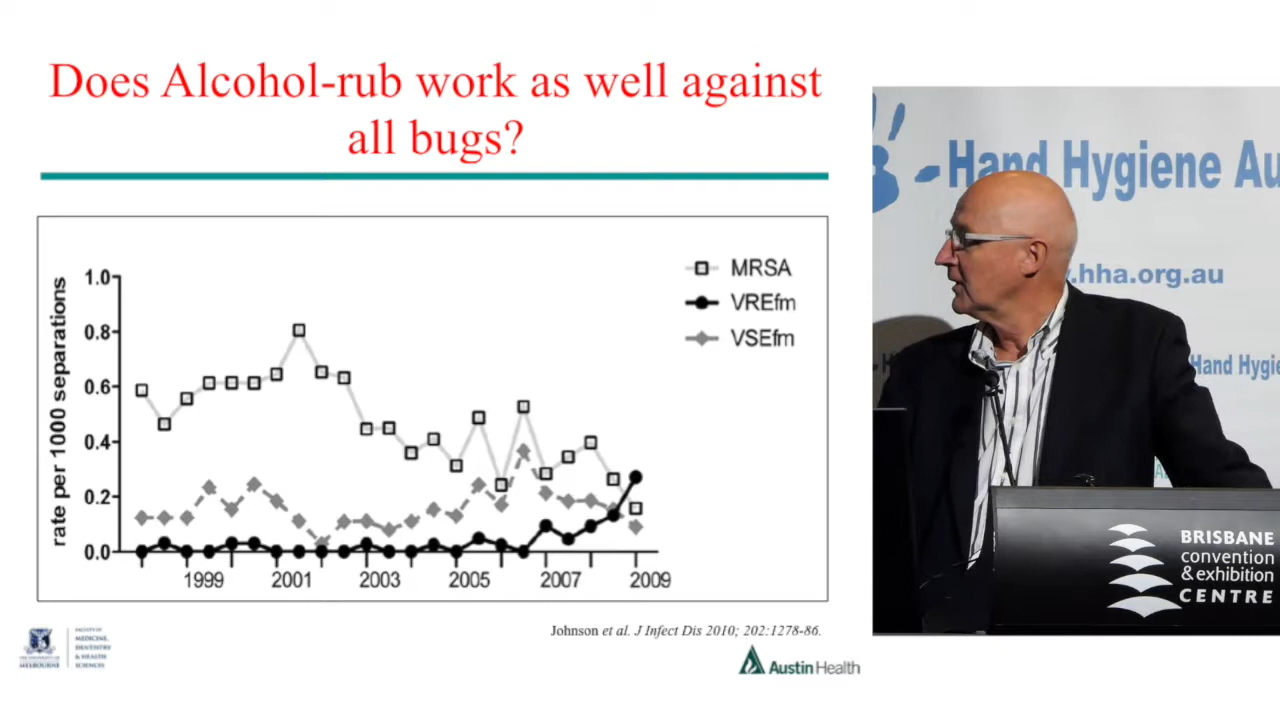 Does Alcohol-rub work as well against
all bugs?
MRSA
VREfm
VSEfm
rate per 1000 separations
1.0
0.8
0.6
0.4
0.2
0.0
1999
2001
2003
2005
2007
2009
Johnson et al. J Infect Dis 2010; 202:1278-86.
MELBOURNE
FACULTY OF
MEDICINE,
DENTISTRY
& HEALTH
SCIENCES
Austin Health
Hand Hygiene Au
.hha.org.au
Hand Hygie
BRISBANE
convention
& exhibition
CENTRE